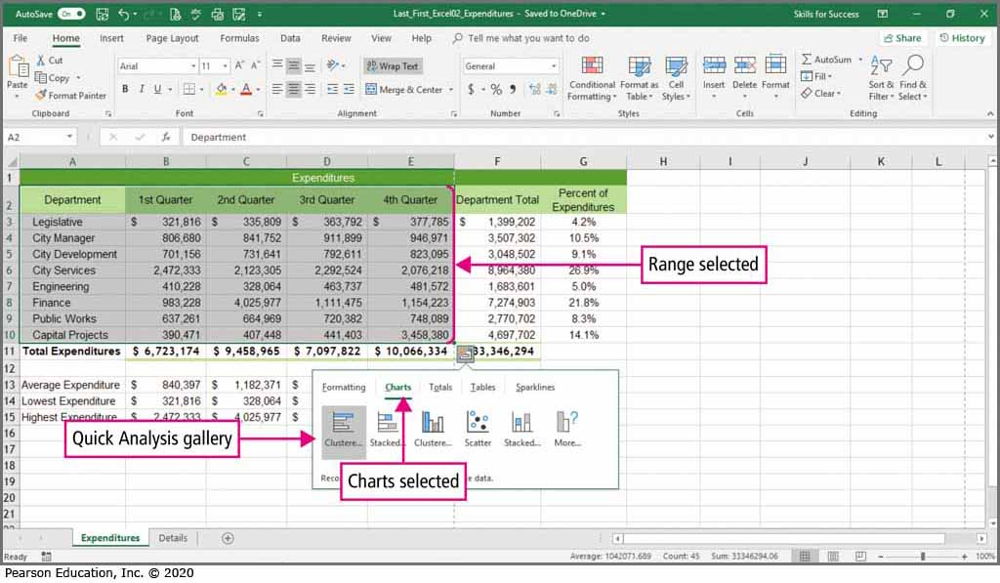 AutoSave On Last_First_Excel02_Expenditures - Saved to OneDrive Skills for Success
File Home Insert Page Layout Formulas Data Review View Help Tell me what you want to do Share History
Paste Cut Copy Format Painter
Arial 11 A A B I U A
Wrap Text Merge & Center
General $ % ,
Conditional Formatting Format as Table Cell Styles
Insert Delete Format
AutoSum Fill Clear Sort & Filter Find & Select
Clipboard Font Alignment Number Styles Cells Editing
A2 fx Department
A B C D E F G H I J K L
1 Expenditures
2 Department 1st Quarter 2nd Quarter 3rd Quarter 4th Quarter Department Total Percent of Expenditures
3 Legislative $ 321,816 $ 335,809 $ 363,792 $ 377,785 $ 1,399,202 4.2%
4 City Manager 806,680 841,752 911,899 946,971 3,507,302 10.5%
5 City Development 701,156 731,641 792,611 823,095 3,048,502 9.1%
6 City Services 2,472,333 2,123,305 2,292,524 2,076,218 8,964,380 26.9%
Range selected
7 Engineering 410,228 328,064 463,737 481,572 1,683,601 5.0%
8 Finance 983,228 4,025,977 1,111,475 1,154,223 7,274,903 21.8%
9 Public Works 637,261 664,969 720,382 748,089 2,770,702 8.3%
10 Capital Projects 390,471 407,448 441,403 3,458,380 4,697,702 14.1%
11 Total Expenditures $ 6,723,174 $ 9,458,965 $ 7,097,822 $ 10,066,334 33,346,294
12
13 Average Expenditure $ 840,397 $ 1,182,371 $
14 Lowest Expenditure $ 321,816 $ 328,064 $
15 Highest Expenditure $ 2,472,333 $ 4,025,977 $
16
17
18
19
20
21
Formatting Charts Totals Tables Sparklines
Clustere... Stacked... Clustere... Scatter Stacked... More...
Quick Analysis gallery
Charts selected
e data.
Expenditures Details
Ready Average: 1042071.689 Count: 45 Sum: 33346294.06 100%
Pearson Education, Inc. © 2020